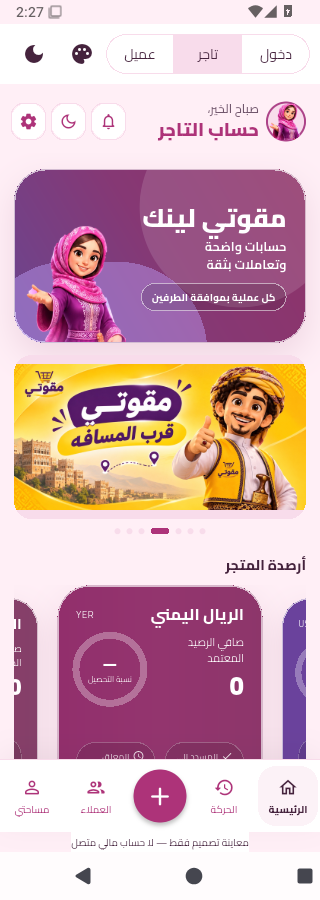 2:27
دخول
تاجر
عميل
صباح الخير،
حساب التاجر
مقوتي لينك
حسابات واضحة
وتعاملات بثقة
كل عملية بموافقة الطرفين
مقوتي
مقوتي
قرب المسافه
مقوتي
أرصدة المتجر
الريال اليمني
YER
صافي الرصيد
المعتمد
0
—
نسبة التحصيل
الرئيسية
الحركة
+
العملاء
مساحتي
معاينة تصميم فقط — لا حساب مالي متصل